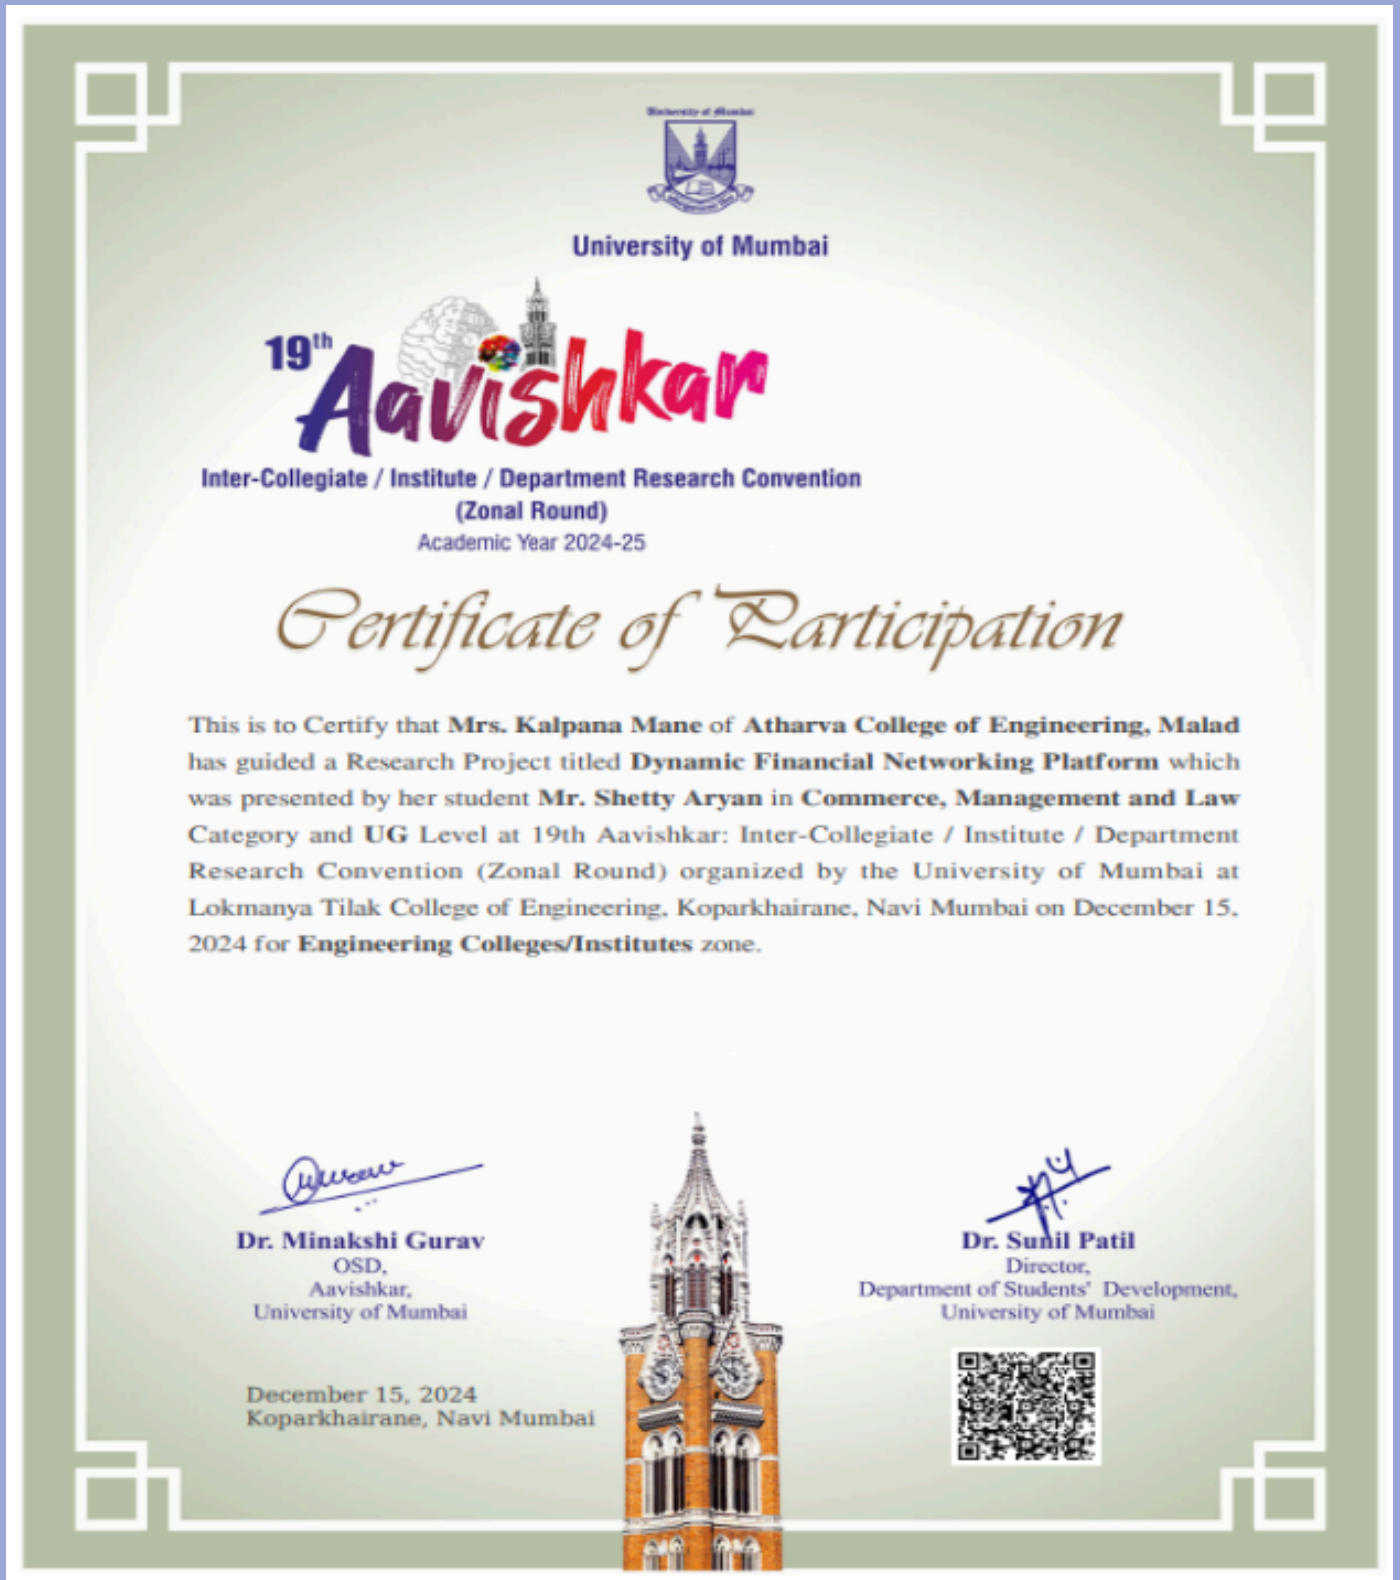 University of Mumbai
University of Mumbai
19th Aavishkar
Inter-Collegiate / Institute / Department Research Convention
(Zonal Round)
Academic Year 2024-25
Certificate of Participation
This is to Certify that Mrs. Kalpana Mane of Atharva College of Engineering, Malad
has guided a Research Project titled Dynamic Financial Networking Platform which
was presented by her student Mr. Shetty Aryan in Commerce, Management and Law
Category and UG Level at 19th Aavishkar: Inter-Collegiate / Institute / Department
Research Convention (Zonal Round) organized by the University of Mumbai at
Lokmanya Tilak College of Engineering, Koparkhairane, Navi Mumbai on December 15,
2024 for Engineering Colleges/Institutes zone.
Dr. Minakshi Gurav
OSD,
Aavishkar,
University of Mumbai
Dr. Sunil Patil
Director,
Department of Students' Development,
University of Mumbai
December 15, 2024
Koparkhairane, Navi Mumbai